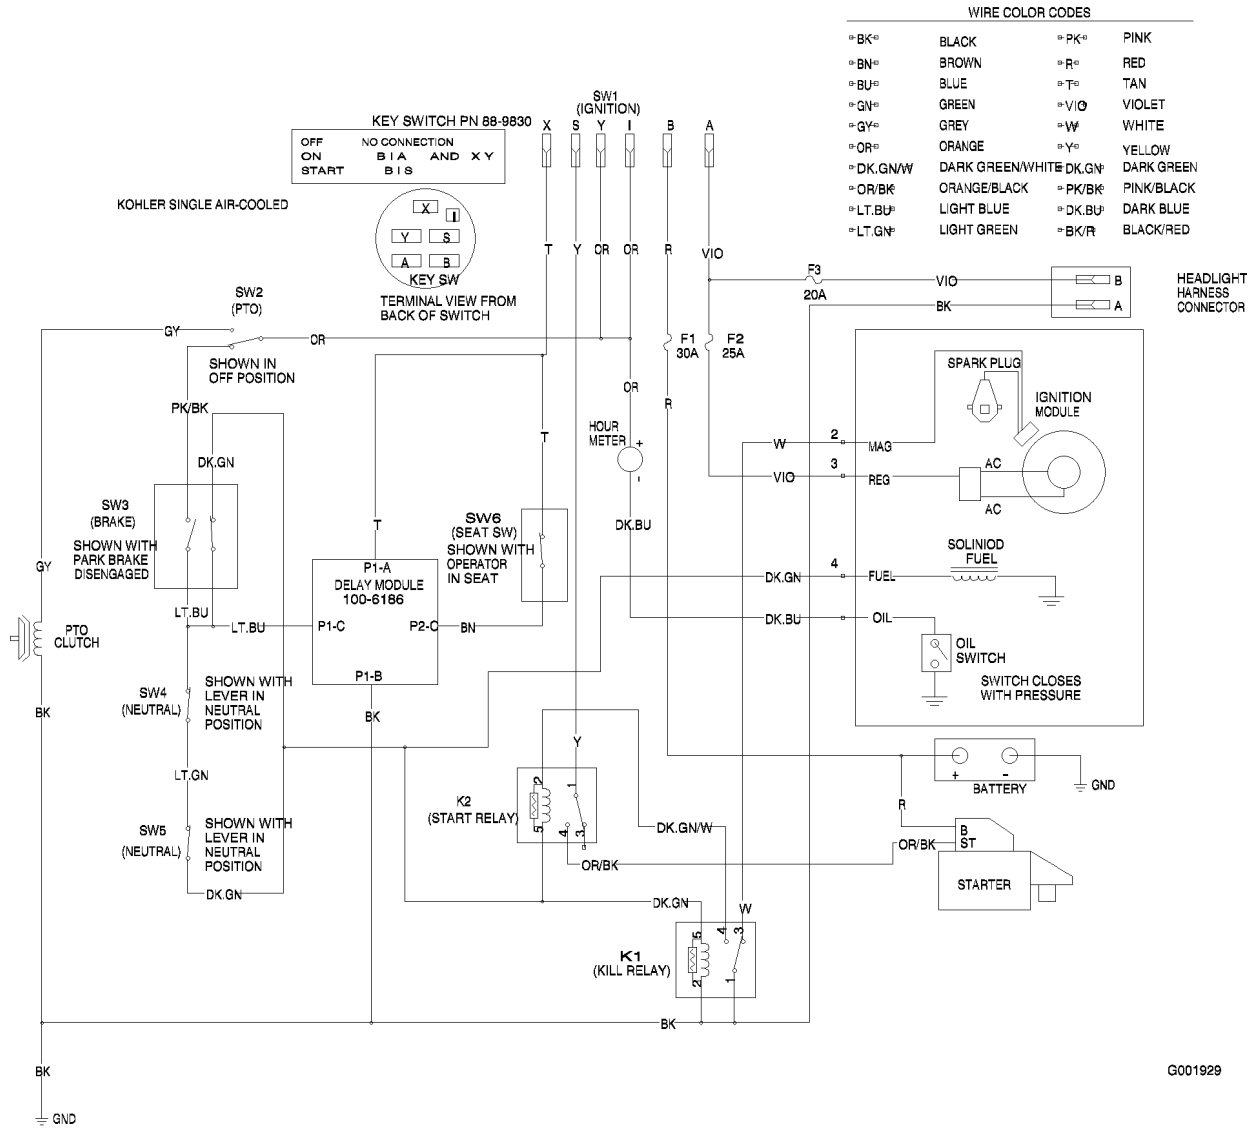 WIRE COLOR CODES
BK BLACK PK PINK
BN BROWN R RED
BU BLUE T TAN
GN GREEN VIO VIOLET
GY GREY W WHITE
OR ORANGE Y YELLOW
DK.GN/W DARK GREEN/WHITE DK.GN DARK GREEN
OR/BK ORANGE/BLACK PK/BK PINK/BLACK
LT.BU LIGHT BLUE DK.BU DARK BLUE
LT.GN LIGHT GREEN BK/R BLACK/RED
SW1
(IGNITION)
KEY SWITCH PN 88-9830
X S Y I B A
OFF NO CONNECTION
ON B I A AND X Y
START B I S
KOHLER SINGLE AIR-COOLED
X
I
Y S
A B
KEY SW
TERMINAL VIEW FROM
BACK OF SWITCH
T Y OR OR R VIO
F3
20A
VIO
BK
B
A
HEADLIGHT
HARNESS
CONNECTOR
SW2
(PTO)
GY
OR
SHOWN IN
OFF POSITION
F1
30A
F2
25A
OR
R
PK/BK
DK.GN
T
HOUR
METER
+
-
DK.BU
SPARK PLUG
IGNITION
MODULE
W
2
MAG
VIO
3
REG
AC
AC
SW3
(BRAKE)
SHOWN WITH
PARK BRAKE
DISENGAGED
T
SW6
(SEAT SW)
SHOWN WITH
OPERATOR
IN SEAT
SOLINIOD
FUEL
DK.GN
4
FUEL
DK.BU
OIL
OIL
SWITCH
SWITCH CLOSES
WITH PRESSURE
GY
PTO
CLUTCH
LT.BU
LT.BU
P1-A
DELAY MODULE
100-6186
P1-C
P2-C
P1-B
BN
BK
BK
SW4
(NEUTRAL)
SHOWN WITH
LEVER IN
NEUTRAL
POSITION
LT.GN
SW5
(NEUTRAL)
SHOWN WITH
LEVER IN
NEUTRAL
POSITION
DK.GN
Y
K2
(START RELAY)
2
1
5
4
3
DK.GN/W
OR/BK
DK.GN
W
K1
(KILL RELAY)
5
4
3
2
1
BK
+
-
BATTERY
GND
R
OR/BK
B
ST
STARTER
BK
GND
G001929